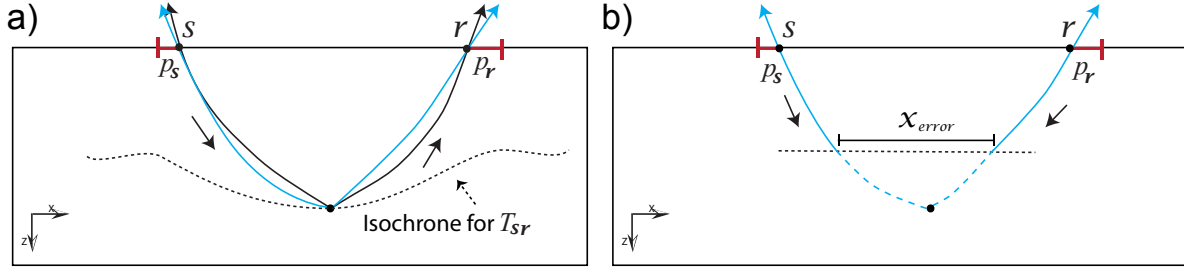 a)
s
r
p_s
p_r
Isochrone for T_sr
x
z
b)
s
r
p_s
p_r
x_error
x
z